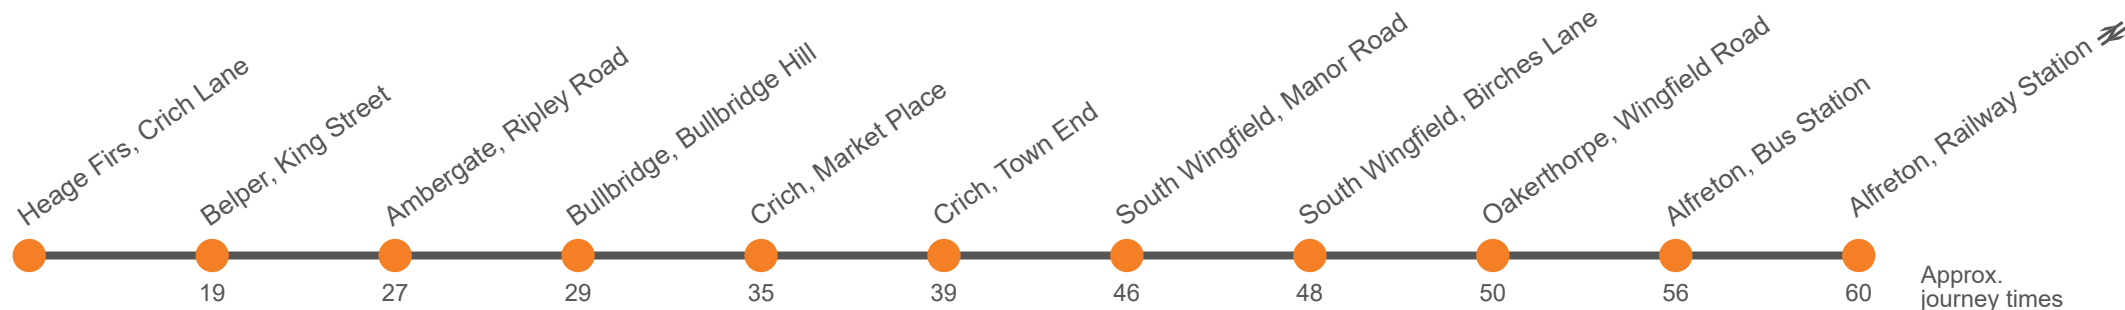 Heage Firs, Crich Lane
Belper, King Street
Ambergate, Ripley Road
Bullbridge, Bullbridge Hill
Crich, Market Place
Crich, Town End
South Wingfield, Manor Road
South Wingfield, Birches Lane
Oakerthorpe, Wingfield Road
Alfreton, Bus Station
Alfreton, Railway Station
19
27
29
35
39
46
48
50
56
60
Approx.
journey times